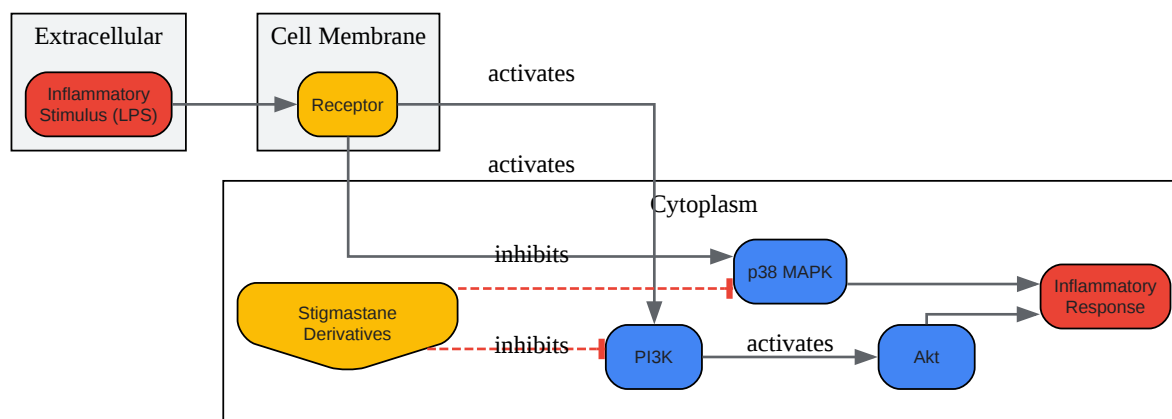 Extracellular
Cell Membrane
Inflammatory
Stimulus (LPS)
Receptor
activates
activates
Cytoplasm
inhibits
p38 MAPK
Inflammatory
Response
Stigmastane
Derivatives
inhibits
PI3K
activates
Akt